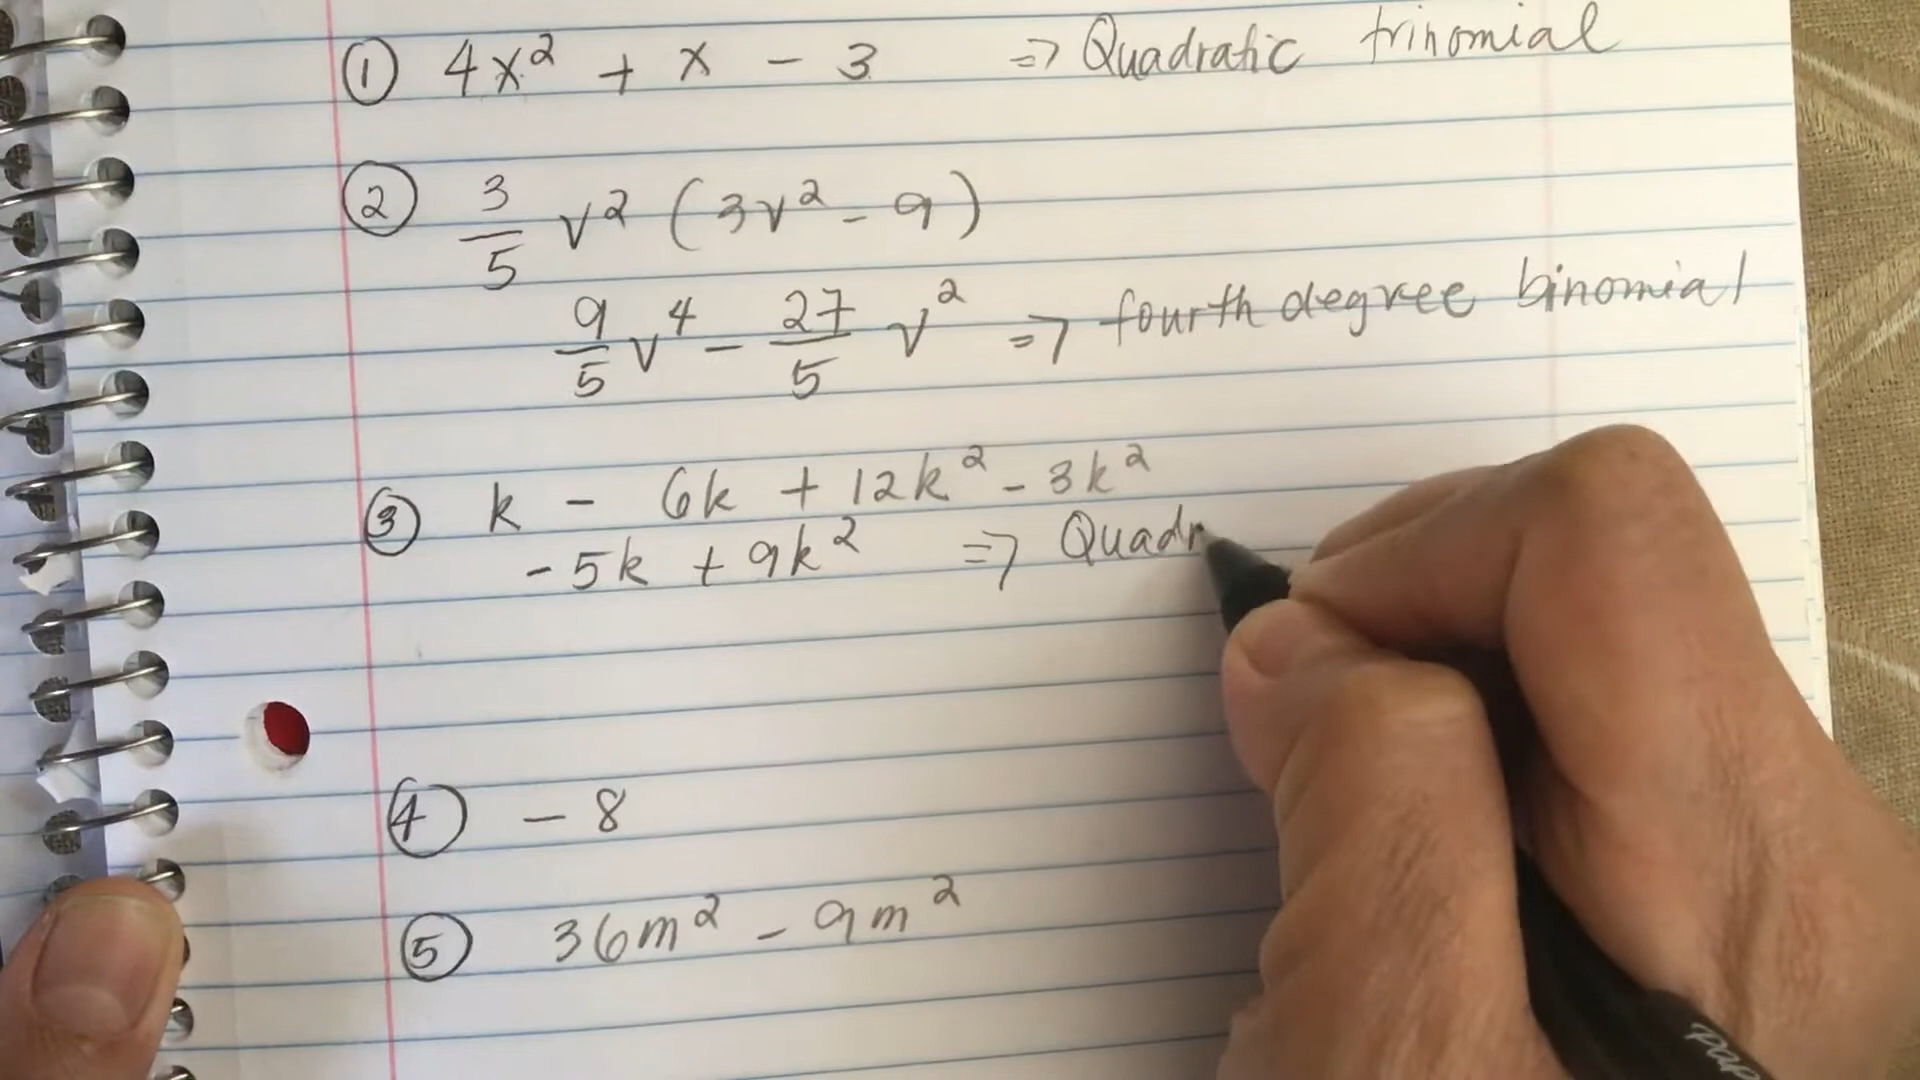 ① 4x² + x - 3 => Quadratic trinomial
② 3/5 v² (3v² - 9)
9/5 v⁴ - 27/5 v² => fourth degree binomial
③ k - 6k + 12k² - 3k²
-5k + 9k² => Quadr
④ - 8
⑤ 36m² - 9m²
Pap